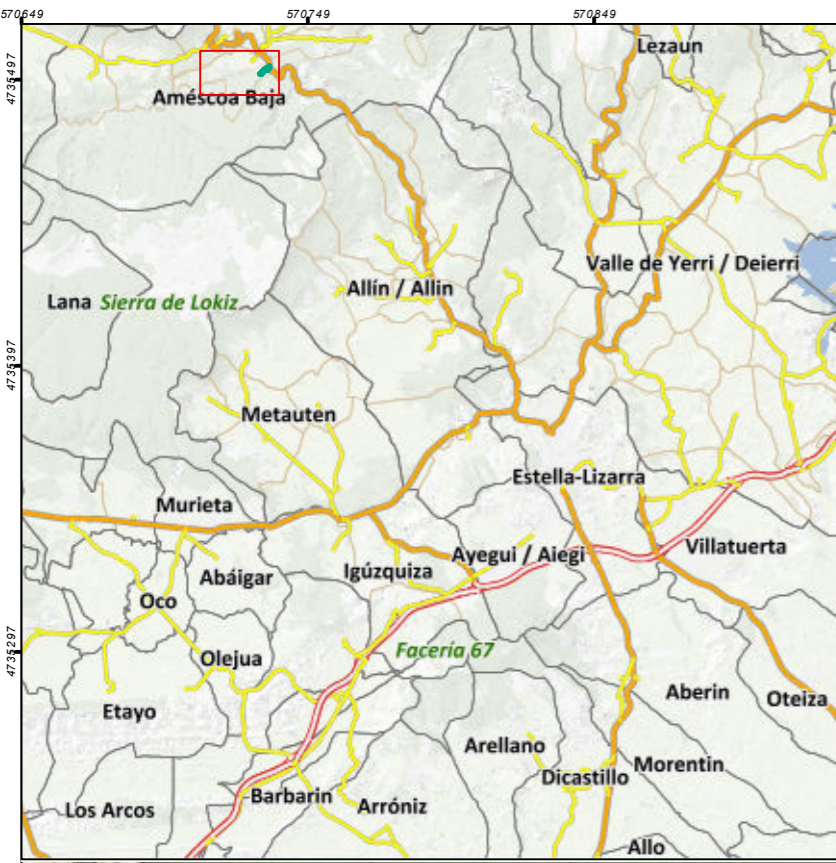 570649 570749 570849
4735497
4735397
4735297
Lezaun
Améscoa Baja
Valle de Yerri / Deierri
Lana Sierra de Lokiz
Allín / Allin
Metauten
Estella-Lizarra
Murieta
Villatuerta
Ayegui / Aiegi
Igúzquiza
Abáigar
Oco
Facería 67
Olejua
Aberin
Oteiza
Etayo
Arellano
Morentin
Dicastillo
Barbarin
Arróniz
Los Arcos
Allo